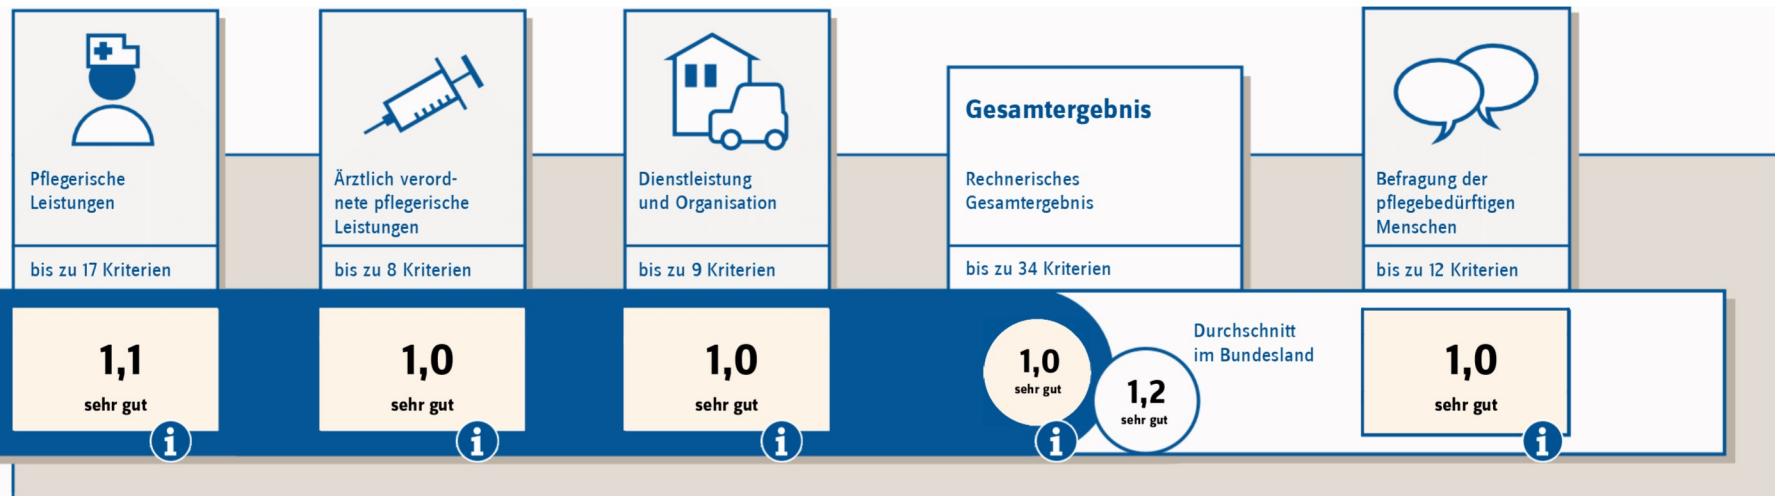 Pflegerische
Leistungen
bis zu 17 Kriterien
1,1
sehr gut
i
Ärztlich verord-
nete pflegerische
Leistungen
bis zu 8 Kriterien
1,0
sehr gut
i
Dienstleistung
und Organisation
bis zu 9 Kriterien
1,0
sehr gut
i
Gesamtergebnis
Rechnerisches
Gesamtergebnis
bis zu 34 Kriterien
1,0
sehr gut
i
1,2
sehr gut
Durchschnitt
im Bundesland
Befragung der
pflegebedürftigen
Menschen
bis zu 12 Kriterien
1,0
sehr gut
i